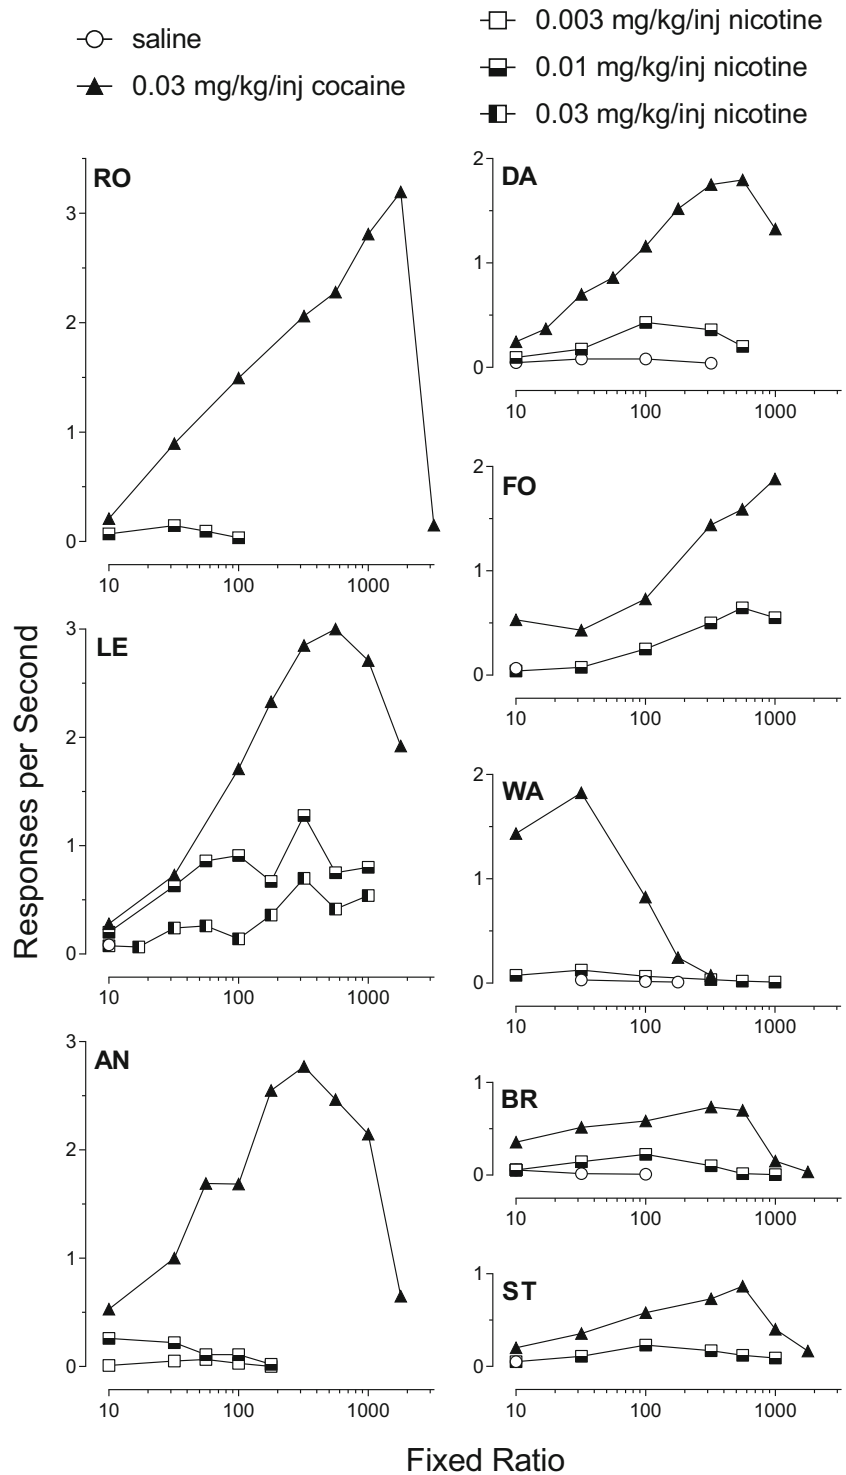 saline
0.03 mg/kg/inj cocaine
0.003 mg/kg/inj nicotine
0.01 mg/kg/inj nicotine
0.03 mg/kg/inj nicotine
RO
3
2
1
0
10 100 1000
LE
3
2
1
0
10 100 1000
AN
3
2
1
0
10 100 1000
DA
2
1
0
10 100 1000
FO
2
1
0
10 100 1000
WA
2
1
0
10 100 1000
BR
1
0
10 100 1000
ST
1
0
10 100 1000
Responses per Second
Fixed Ratio